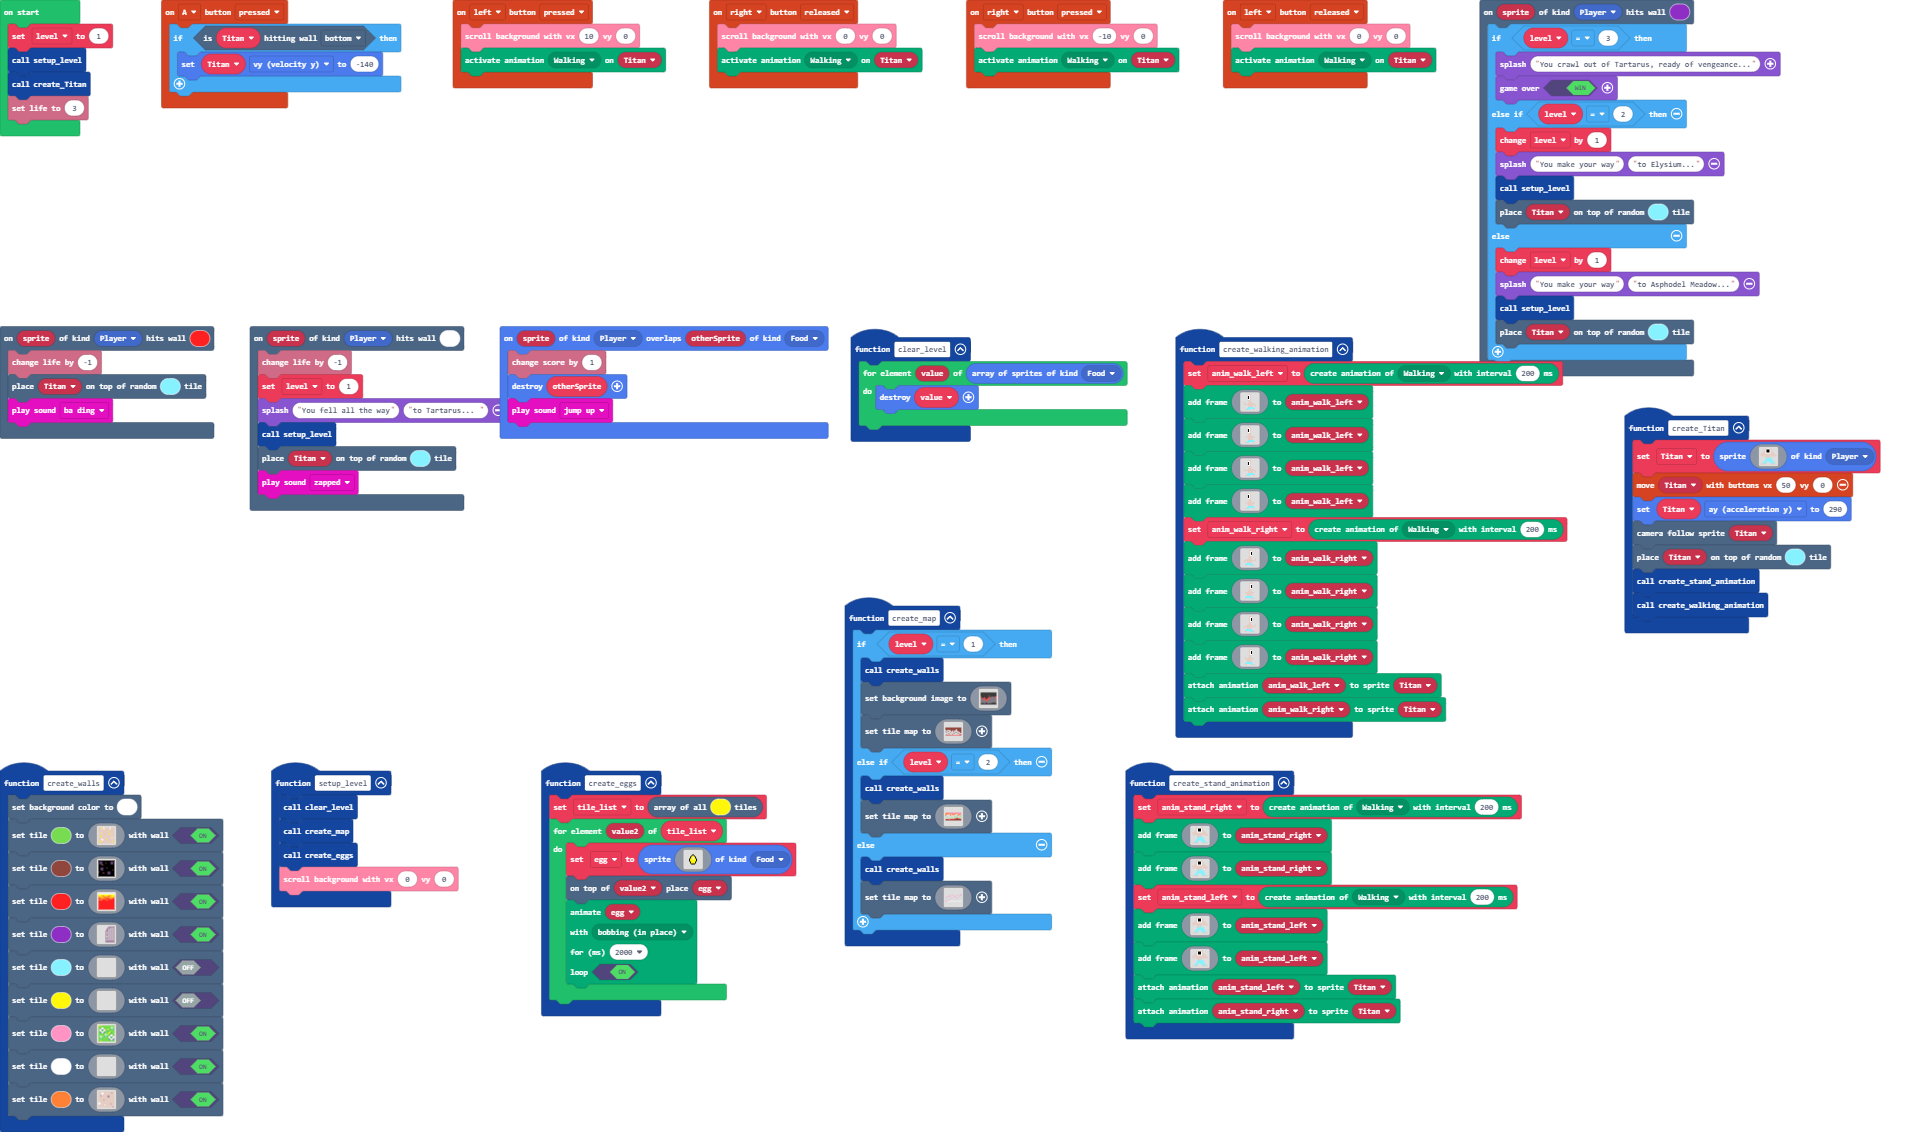 on start
set level to 1
call setup_level
call create_Titan
set life to 3
on A button pressed
if is Titan hitting wall bottom then
set Titan vy (velocity y) to -140
on left button pressed
scroll background with vx 10 vy 0
activate animation Walking on Titan
on right button released
scroll background with vx 0 vy 0
activate animation Walking on Titan
on right button pressed
scroll background with vx -10 vy 0
activate animation Walking on Titan
on left button released
scroll background with vx 0 vy 0
activate animation Walking on Titan
on sprite of kind Player hits wall
if level = 3 then
splash "You crawl out of Tartarus, ready of vengeance..."
game over WIN
else if level = 2 then
change level by 1
splash "You make your way" "to Elysium..."
call setup_level
place Titan on top of random tile
else
change level by 1
splash "You make your way" "to Asphodel Meadow..."
call setup_level
place Titan on top of random tile
on sprite of kind Player hits wall
change life by -1
place Titan on top of random tile
play sound ba ding
on sprite of kind Player hits wall
change life by -1
set level to 1
splash "You fell all the way" "to Tartarus... "
call setup_level
place Titan on top of random tile
play sound zapped
on sprite of kind Player overlaps otherSprite of kind Food
change score by 1
destroy otherSprite
play sound jump up
function clear_level
for element value of array of sprites of kind Food
do
destroy value
function create_walking_animation
set anim_walk_left to create animation of Walking with interval 200 ms
add frame to anim_walk_left
add frame to anim_walk_left
add frame to anim_walk_left
add frame to anim_walk_left
set anim_walk_right to create animation of Walking with interval 200 ms
add frame to anim_walk_right
add frame to anim_walk_right
add frame to anim_walk_right
add frame to anim_walk_right
attach animation anim_walk_left to sprite Titan
attach animation anim_walk_right to sprite Titan
function create_Titan
set Titan to sprite of kind Player
move Titan with buttons vx 50 vy 0
set Titan ay (acceleration y) to 290
camera follow sprite Titan
place Titan on top of random tile
call create_stand_animation
call create_walking_animation
function create_map
if level = 1 then
call create_walls
set background image to
set tile map to
else if level = 2 then
call create_walls
set tile map to
else
call create_walls
set tile map to
function create_walls
set background color to
set tile to with wall ON
set tile to with wall ON
set tile to with wall ON
set tile to with wall ON
set tile to with wall OFF
set tile to with wall OFF
set tile to with wall ON
set tile to with wall ON
set tile to with wall ON
function setup_level
call clear_level
call create_map
call create_eggs
scroll background with vx 0 vy 0
function create_eggs
set tile_list to array of all tiles
for element value2 of tile_list
do
set egg to sprite of kind Food
on top of value2 place egg
animate egg
with bobbing (in place)
for (ms) 2000
loop ON
function create_stand_animation
set anim_stand_right to create animation of Walking with interval 200 ms
add frame to anim_stand_right
add frame to anim_stand_right
set anim_stand_left to create animation of Walking with interval 200 ms
add frame to anim_stand_left
add frame to anim_stand_left
attach animation anim_stand_left to sprite Titan
attach animation anim_stand_right to sprite Titan